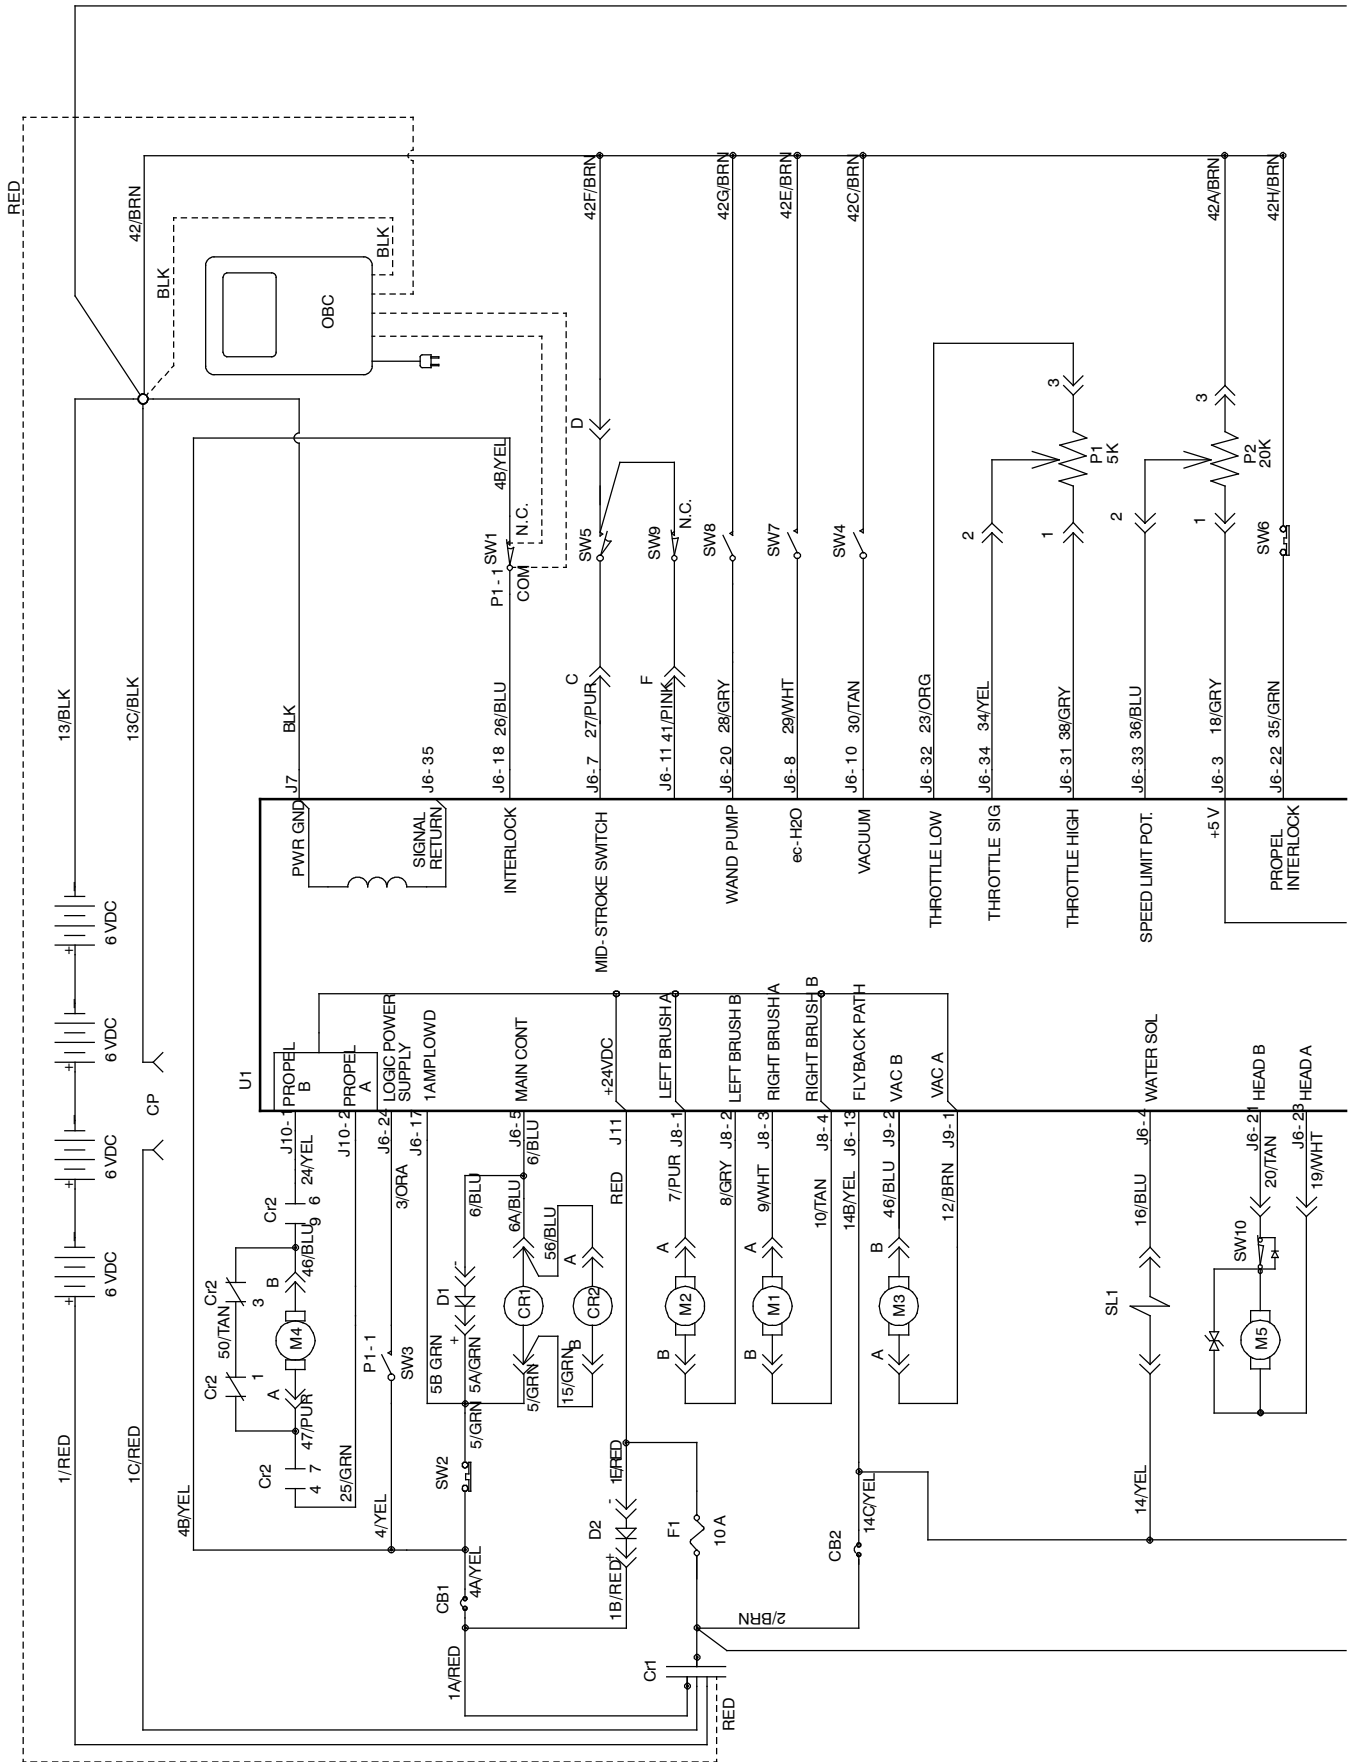 RED
42/BRN
BLK
BLK
OBC
42F/BRN
42G/BRN
42E/BRN
42C/BRN
42A/BRN
42H/BRN
4B/YEL
N.C.
SW1
P1-1
COM
D
SW5
SW9
N.C.
C
F
SW8
SW7
SW4
3
P1
5K
2
1
3
P2
20K
2
1
SW6
13/BLK
13C/BLK
BLK
J7
J6-35
J6-18 26/BLU
J6-7 27/PUR
J6-11 41/PINK
J6-20 28/GRY
J6-8 29/WHT
J6-10 30/TAN
J6-32 23/ORG
J6-34 34/YEL
J6-31 38/GRY
J6-33 36/BLU
J6-3 18/GRY
J6-22 35/GRN
PWR GND
SIGNAL
RETURN
INTERLOCK
MID-STROKE SWITCH
WAND PUMP
ec-H2O
VACUUM
THROTTLE LOW
THROTTLE SIG
THROTTLE HIGH
SPEED LIMIT POT.
+5 V
PROPEL
INTERLOCK
+ -
6 VDC
+ -
6 VDC
+ -
6 VDC
+ -
6 VDC
CP
U1
PROPEL
B
PROPEL
A
LOGIC POWER
SUPPLY
1AMPLOWD
MAIN CONT
+24VDC
LEFT BRUSH A
LEFT BRUSH B
RIGHT BRUSH A
RIGHT BRUSH B
FLYBACK PATH
VAC B
VAC A
WATER SOL
HEAD B
HEAD A
J10-1
J10-2
J6-24
J6-17
J6-5
J11
J8-1
J8-2
J8-3
J8-4
J6-13
J9-2
J9-1
J6-4
J6-21
J6-23
24/YEL
3/ORA
6/BLU
6/BLU
6A/BLU
56/BLU
RED
7/PUR
8/GRY
9/WHT
10/TAN
14B/YEL
46/BLU
12/BRN
16/BLU
20/TAN
19/WHT
Cr2
6
9
46/BLU
B
Cr2
3
50/TAN
M4
Cr2
1
A
47/PUR
Cr2
7
4
25/GRN
P1-1
SW3
D1
-
+
5B GRN
5A/GRN
CR1
A
CR2
B
5/GRN
15/GRN
A
M2
B
A
M1
B
B
M3
A
SL1
SW10
M5
1/RED
1C/RED
4B/YEL
4/YEL
SW2
5/GRN
CB1
4A/YEL
D2
-
+
1B/RED
F1
10 A
CB2
14C/YEL
14/YEL
2/BRN
1A/RED
Cr1
RED